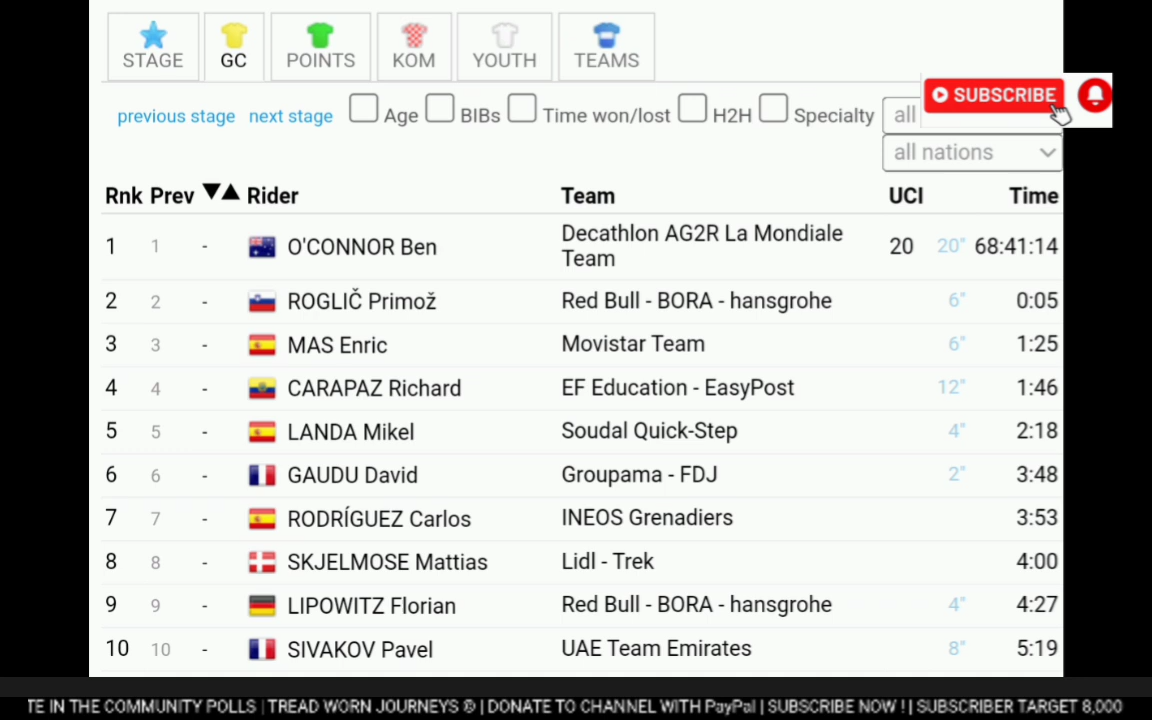 STAGE GC POINTS KOM YOUTH TEAMS
SUBSCRIBE
previous stage next stage Age BIBs Time won/lost H2H Specialty all
all nations
Rnk Prev ▼▲ Rider Team UCI Time
1 1 - O'CONNOR Ben Decathlon AG2R La Mondiale Team 20 20" 68:41:14
2 2 - ROGLIČ Primož Red Bull - BORA - hansgrohe 6" 0:05
3 3 - MAS Enric Movistar Team 6" 1:25
4 4 - CARAPAZ Richard EF Education - EasyPost 12" 1:46
5 5 - LANDA Mikel Soudal Quick-Step 4" 2:18
6 6 - GAUDU David Groupama - FDJ 2" 3:48
7 7 - RODRÍGUEZ Carlos INEOS Grenadiers 3:53
8 8 - SKJELMOSE Mattias Lidl - Trek 4:00
9 9 - LIPOWITZ Florian Red Bull - BORA - hansgrohe 4" 4:27
10 10 - SIVAKOV Pavel UAE Team Emirates 8" 5:19
TE IN THE COMMUNITY POLLS | TREAD WORN JOURNEYS ® | DONATE TO CHANNEL WITH PayPal | SUBSCRIBE NOW ! | SUBSCRIBER TARGET 8,000